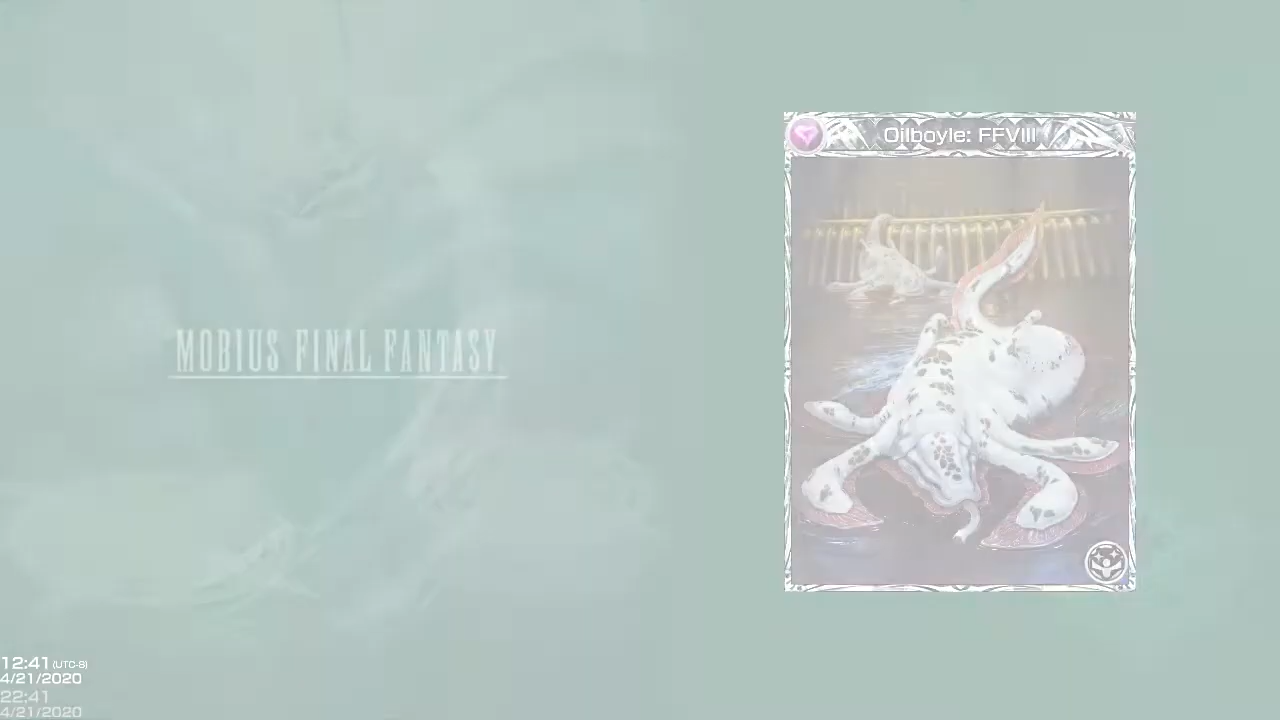 Oilboyle: FFVIII
MOBIUS FINAL FANTASY
12:41 (UTC-8)
4/21/2020
22:41
4/21/2020